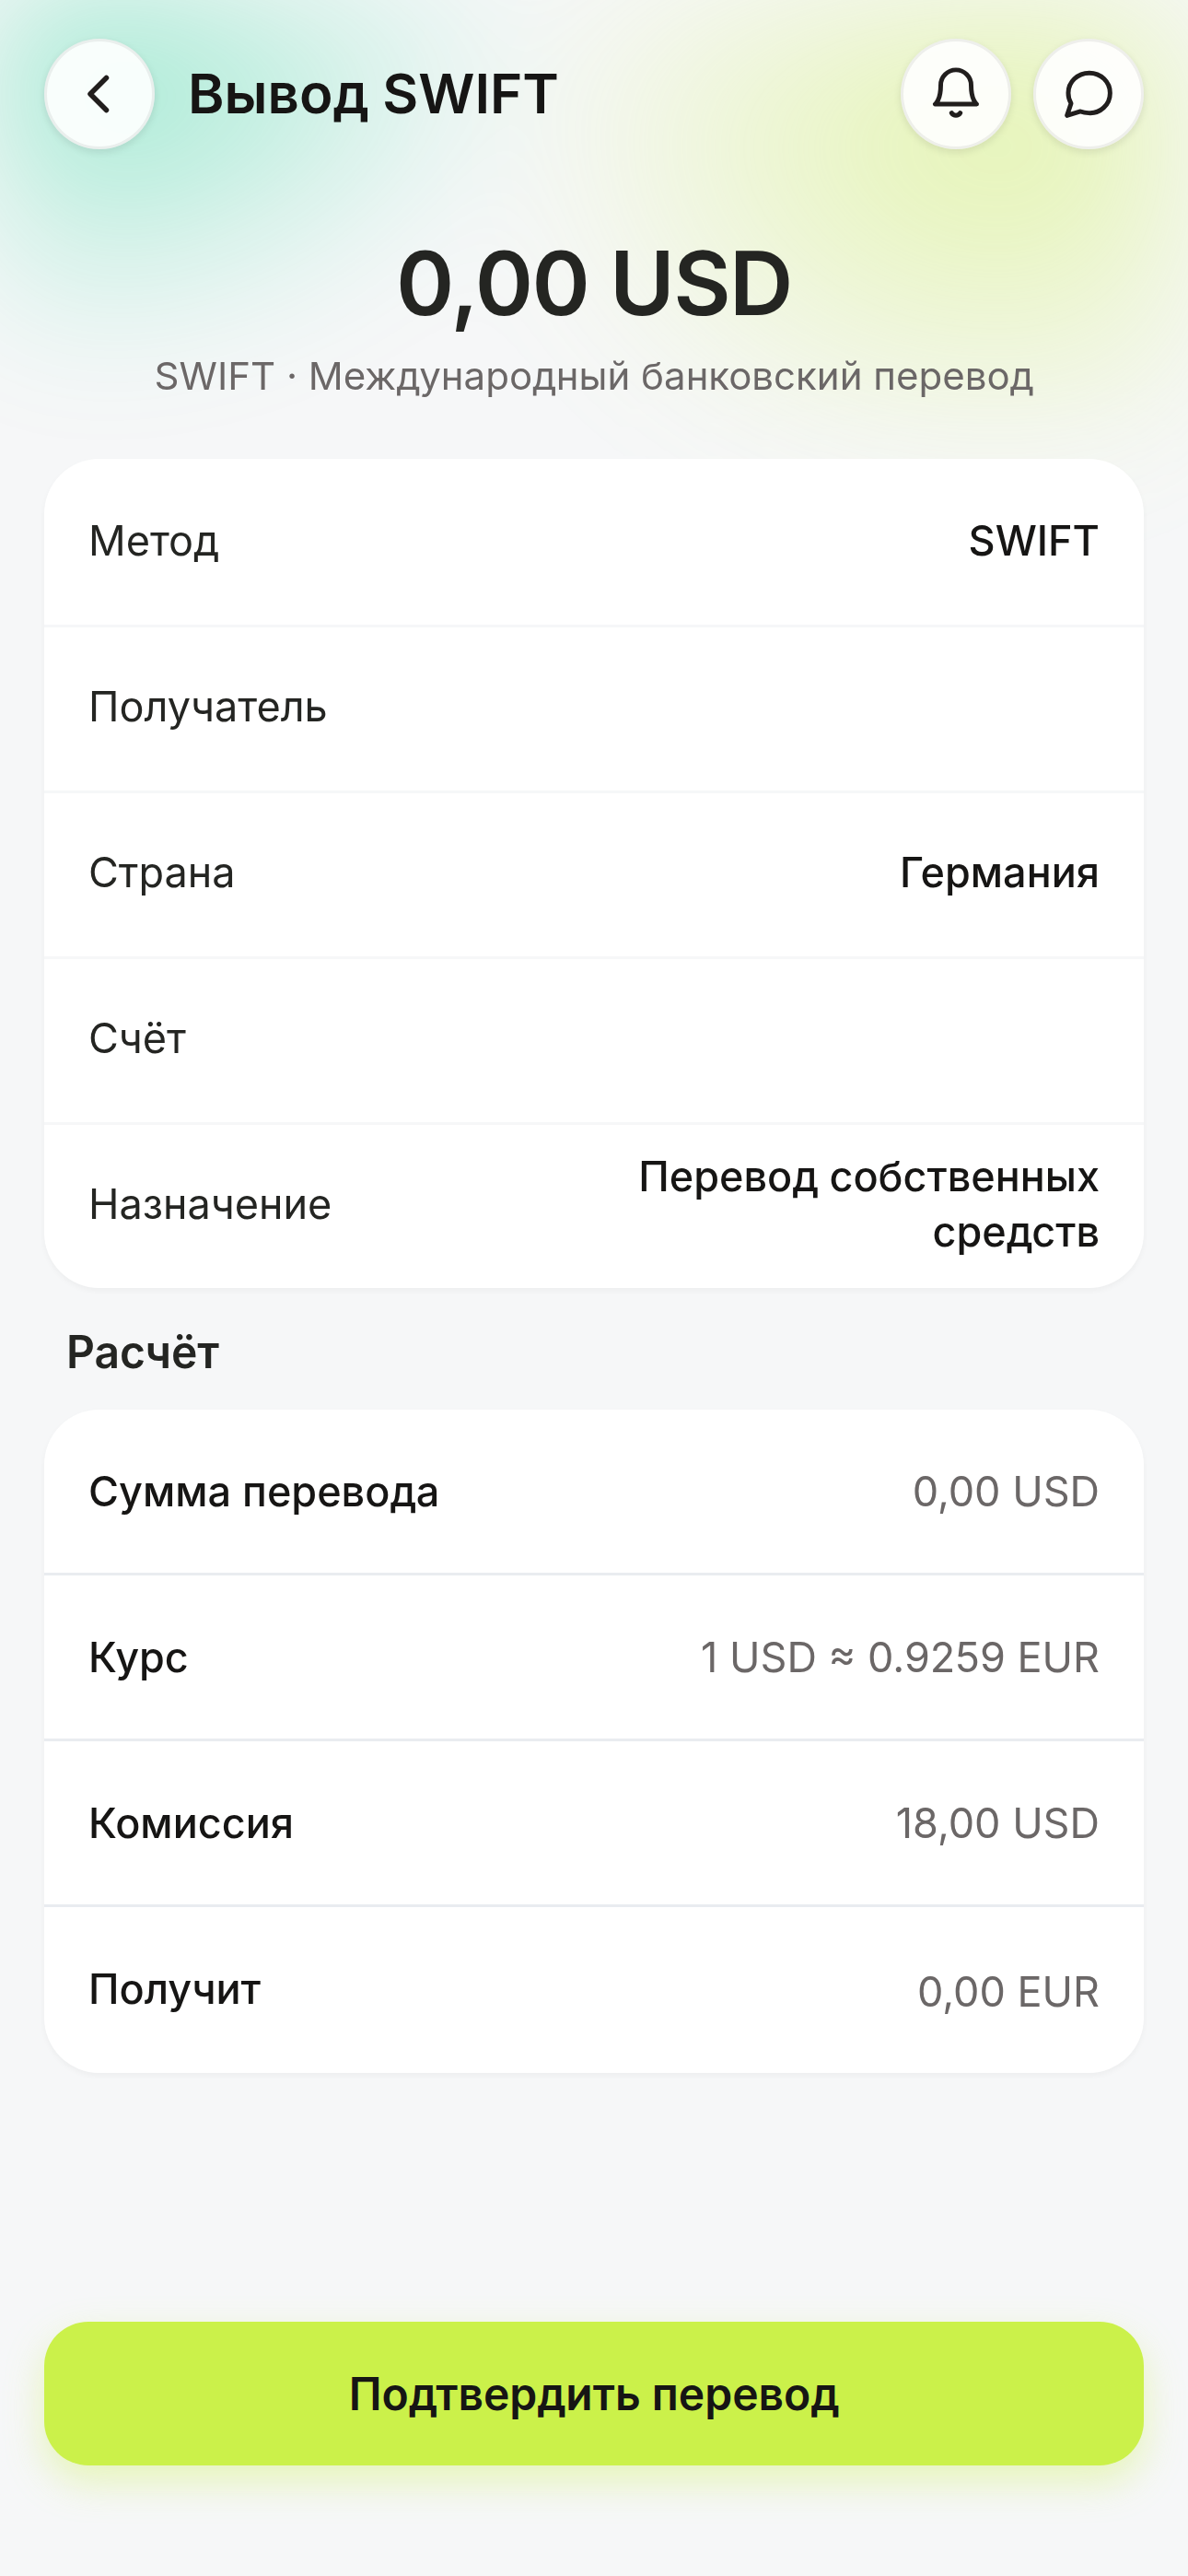 Вывод SWIFT
0,00 USD
SWIFT · Международный банковский перевод
Метод SWIFT
Получатель
Страна Германия
Счёт
Назначение Перевод собственных
средств
Расчёт
Сумма перевода 0,00 USD
Курс 1 USD ≈ 0.9259 EUR
Комиссия 18,00 USD
Получит 0,00 EUR
Подтвердить перевод